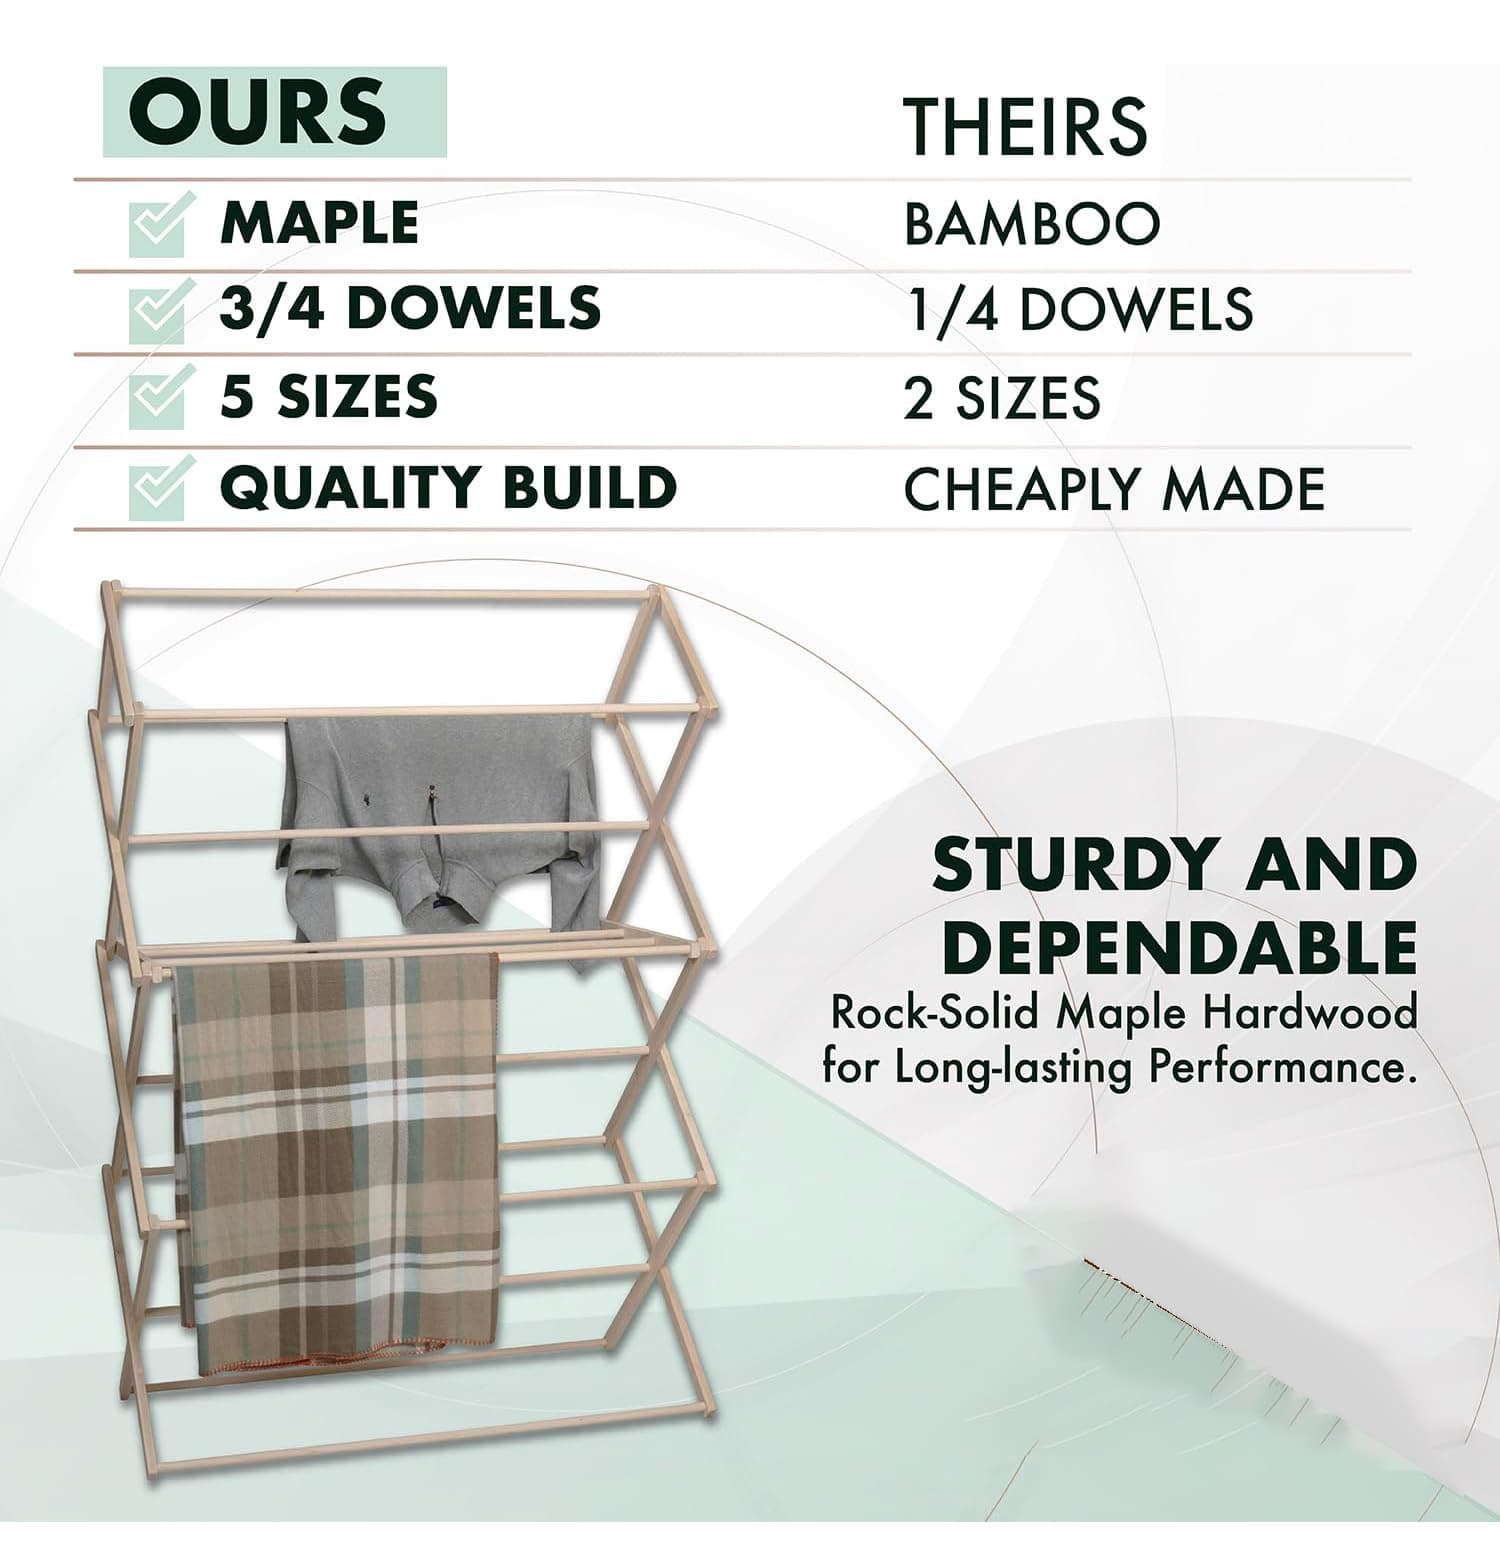 OURS
THEIRS
MAPLE
BAMBOO
3/4 DOWELS
1/4 DOWELS
5 SIZES
2 SIZES
QUALITY BUILD
CHEAPLY MADE
STURDY AND
DEPENDABLE
Rock-Solid Maple Hardwood
for Long-lasting Performance.